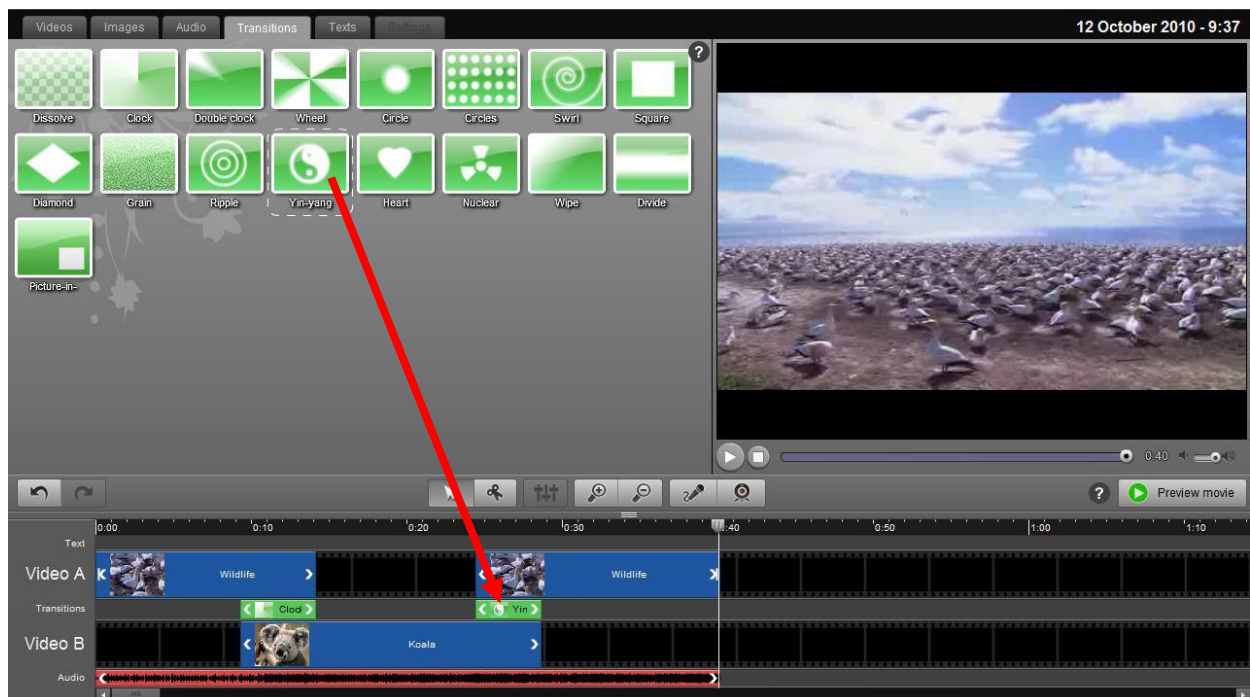 Videos Images Audio Transitions Texts Settings 12 October 2010 - 9:37
?
Dissolve Clock Double clock Wheel Circle Circles Swirl Square
Diamond Grain Ripple Yin-yang Heart Nuclear Wipe Divide
Picture-in-
0:40
? Preview movie
0:00 0:10 0:20 0:30 0:40 0:50 1:00 1:10
Text
Video A Wildlife Wildlife
Transitions Cloc Yin
Video B Koala
Audio